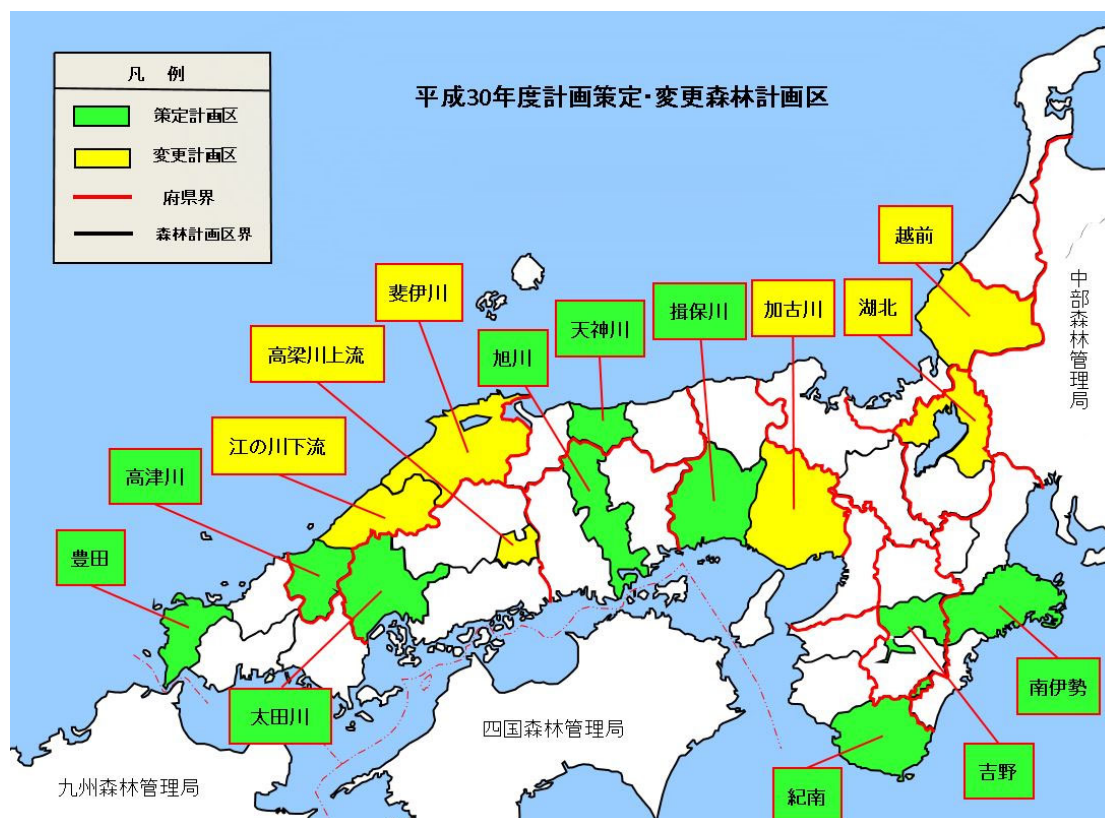 平成30年度計画策定・変更森林計画区
凡 例
策定計画区
変更計画区
府県界
森林計画区界
越前
湖北
加古川
揖保川
天神川
旭川
斐伊川
高梁川上流
江の川下流
高津川
豊田
太田川
南伊勢
吉野
紀南
中部森林管理局
四国森林管理局
九州森林管理局